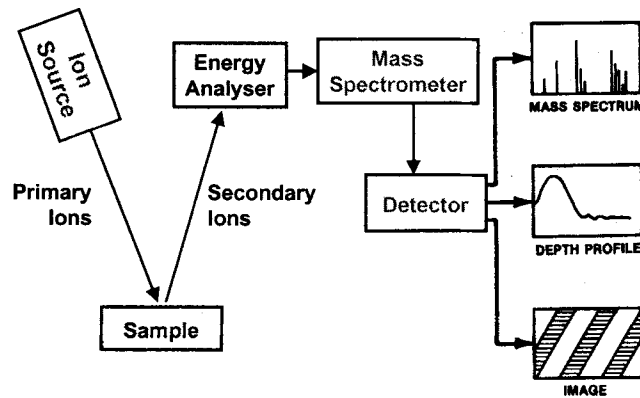 Ion
Source
Energy
Analyser
Mass
Spectrometer
MASS SPECTRUM
Primary
Ions
Secondary
Ions
Detector
DEPTH PROFILE
Sample
IMAGE